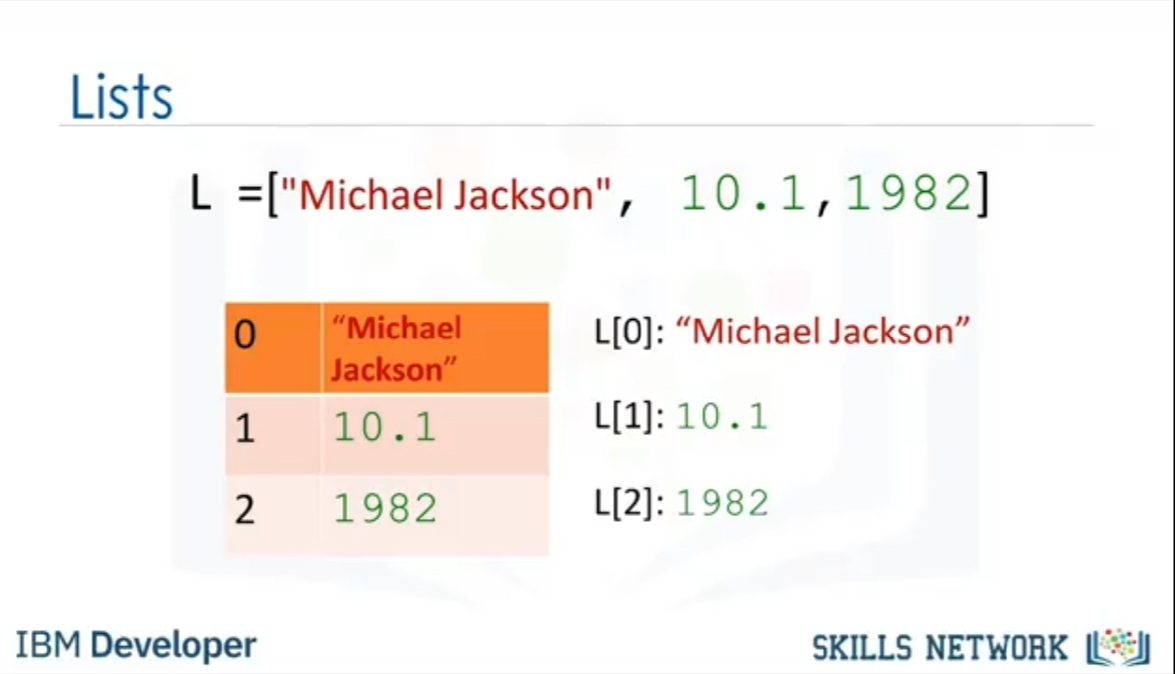 Lists
L =["Michael Jackson", 10.1,1982]
0 “Michael
Jackson”
1 10.1
2 1982
L[0]: “Michael Jackson”
L[1]: 10.1
L[2]: 1982
IBM Developer
SKILLS NETWORK